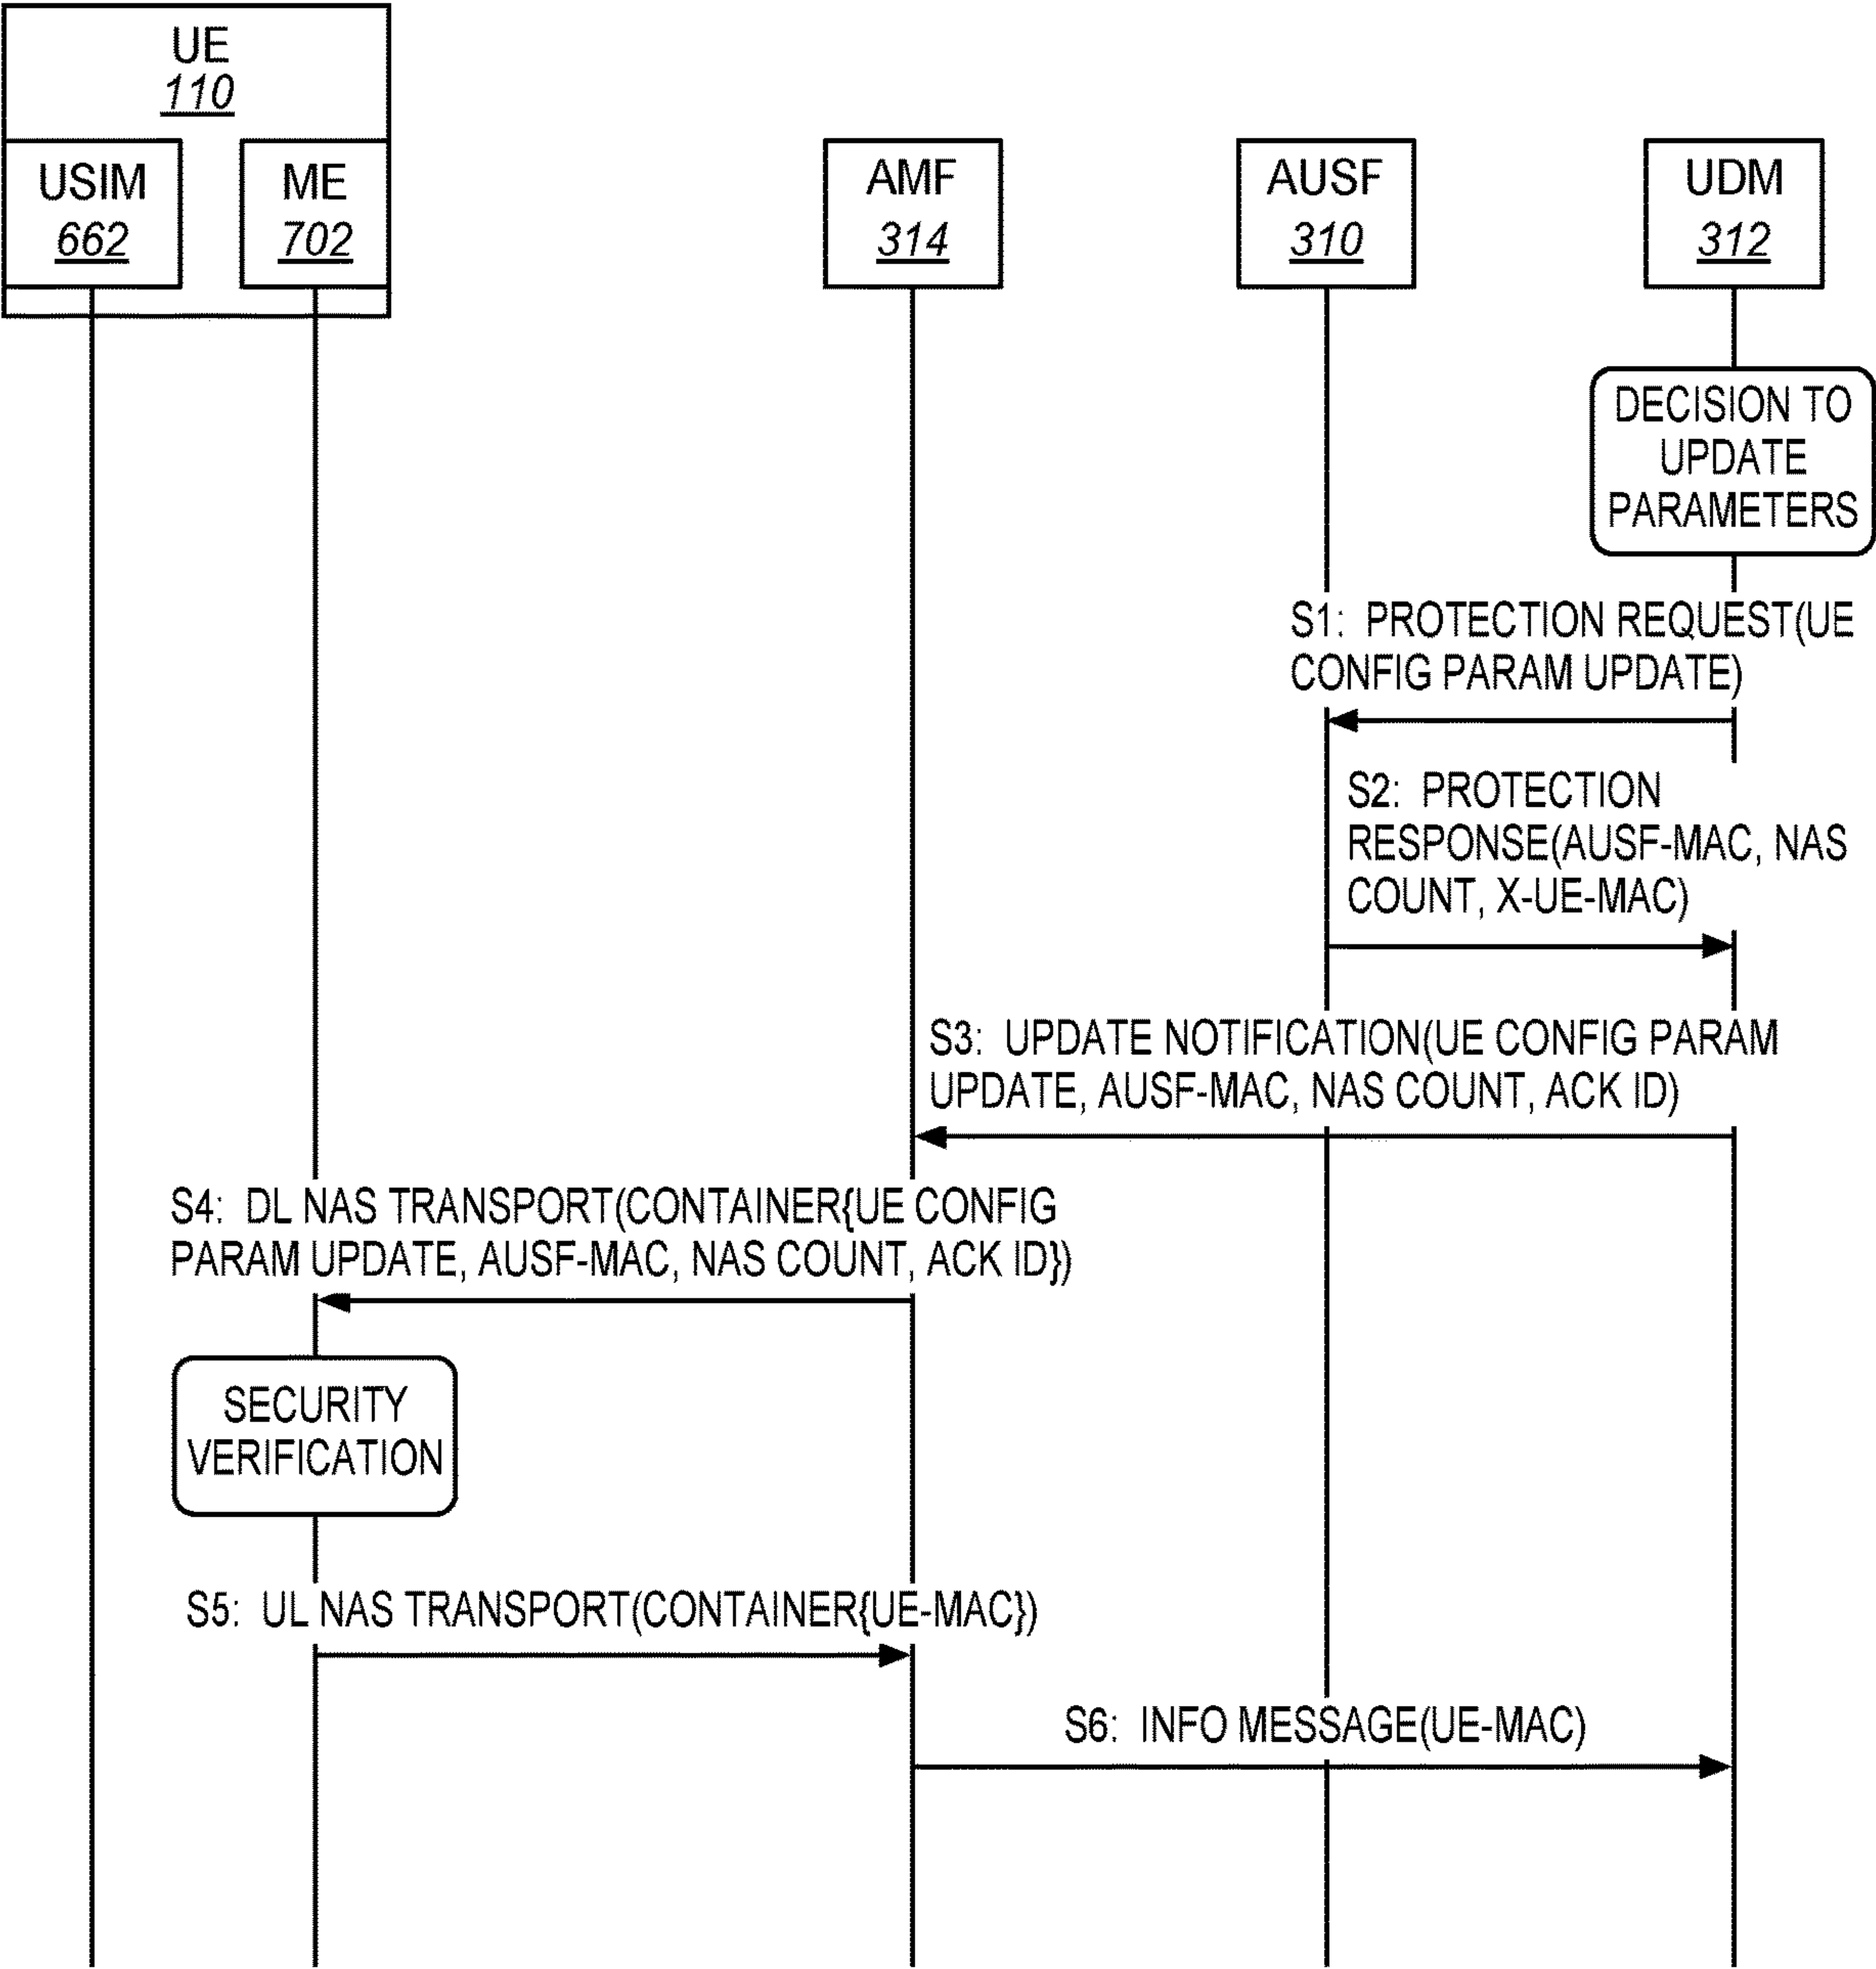 UE
110
USIM
662
ME
702
AMF
314
AUSF
310
UDM
312
DECISION TO
UPDATE
PARAMETERS
S1: PROTECTION REQUEST(UE
CONFIG PARAM UPDATE)
S2: PROTECTION
RESPONSE(AUSF-MAC, NAS
COUNT, X-UE-MAC)
S3: UPDATE NOTIFICATION(UE CONFIG PARAM
UPDATE, AUSF-MAC, NAS COUNT, ACK ID)
S4: DL NAS TRANSPORT(CONTAINER{UE CONFIG
PARAM UPDATE, AUSF-MAC, NAS COUNT, ACK ID})
SECURITY
VERIFICATION
S5: UL NAS TRANSPORT(CONTAINER{UE-MAC})
S6: INFO MESSAGE(UE-MAC)